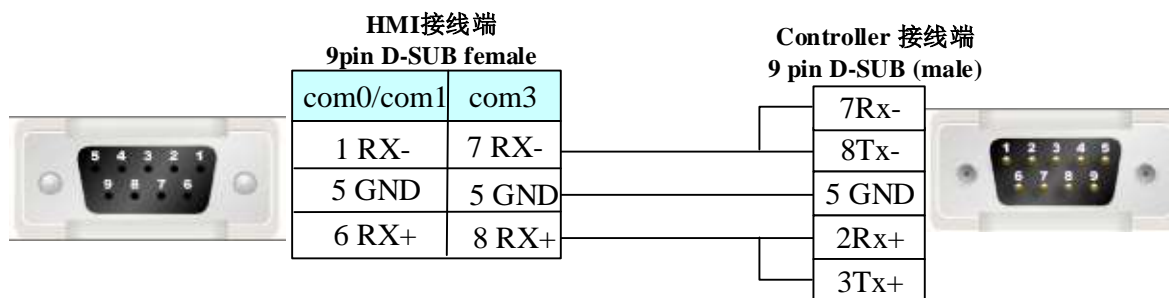 HMI接线端
9pin D-SUB female
com0/com1 com3
1 RX- 7 RX-
5 GND 5 GND
6 RX+ 8 RX+
Controller 接线端
9 pin D-SUB (male)
7Rx-
8Tx-
5 GND
2Rx+
3Tx+
5 4 3 2 1
9 8 7 6
1 2 3 4 5
6 7 8 9